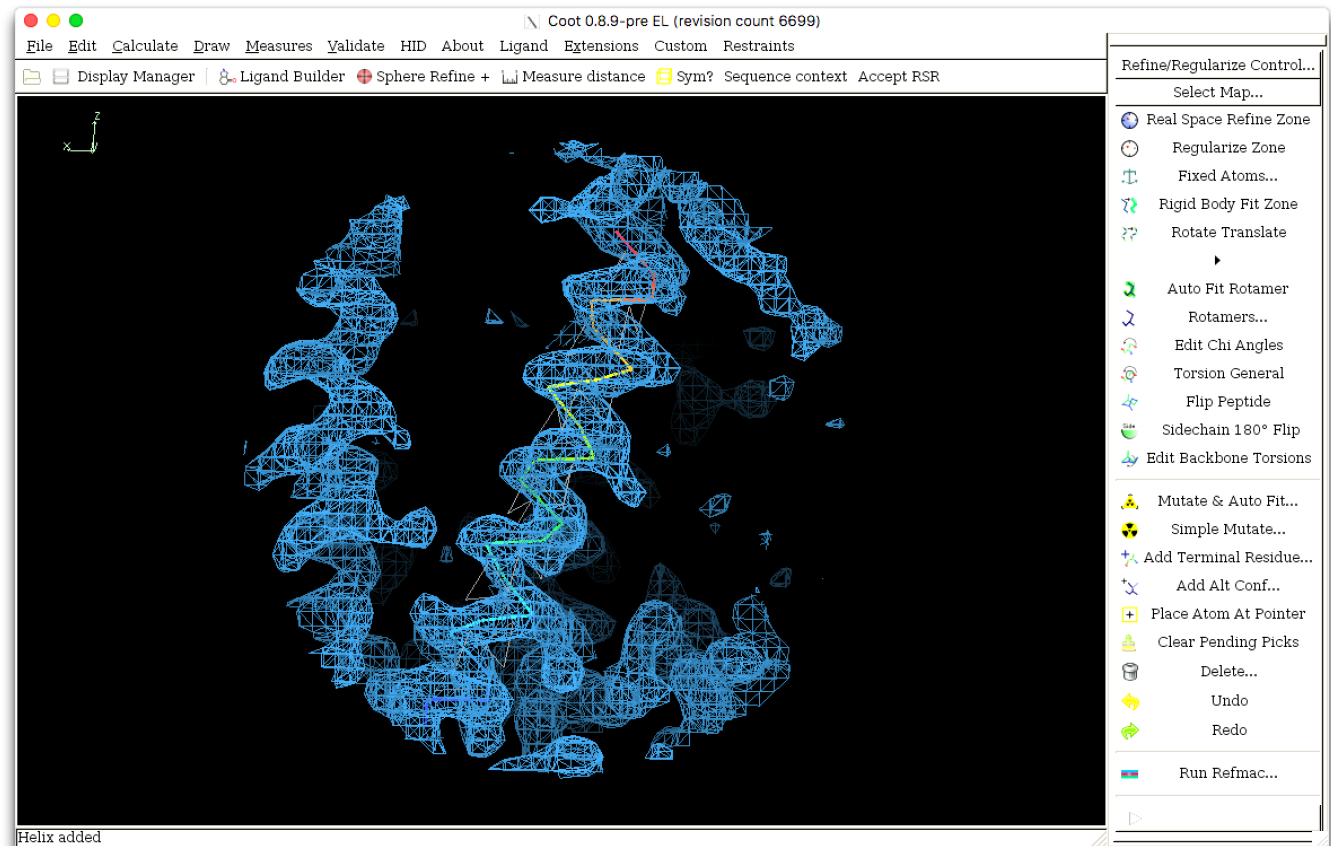 Coot 0.8.9-pre EL (revision count 6699)
File Edit Calculate Draw Measures Validate HID About Ligand Extensions Custom Restraints
Display Manager Ligand Builder Sphere Refine + Measure distance Sym? Sequence context Accept RSR
z
x
Refine/Regularize Control...
Select Map...
Real Space Refine Zone
Regularize Zone
Fixed Atoms...
Rigid Body Fit Zone
Rotate Translate
Auto Fit Rotamer
Rotamers...
Edit Chi Angles
Torsion General
Flip Peptide
Side
Sidechain 180° Flip
Edit Backbone Torsions
Mutate & Auto Fit...
Simple Mutate...
Add Terminal Residue...
Add Alt Conf...
Place Atom At Pointer
Clear Pending Picks
Delete...
Undo
Redo
Run Refmac...
Helix added